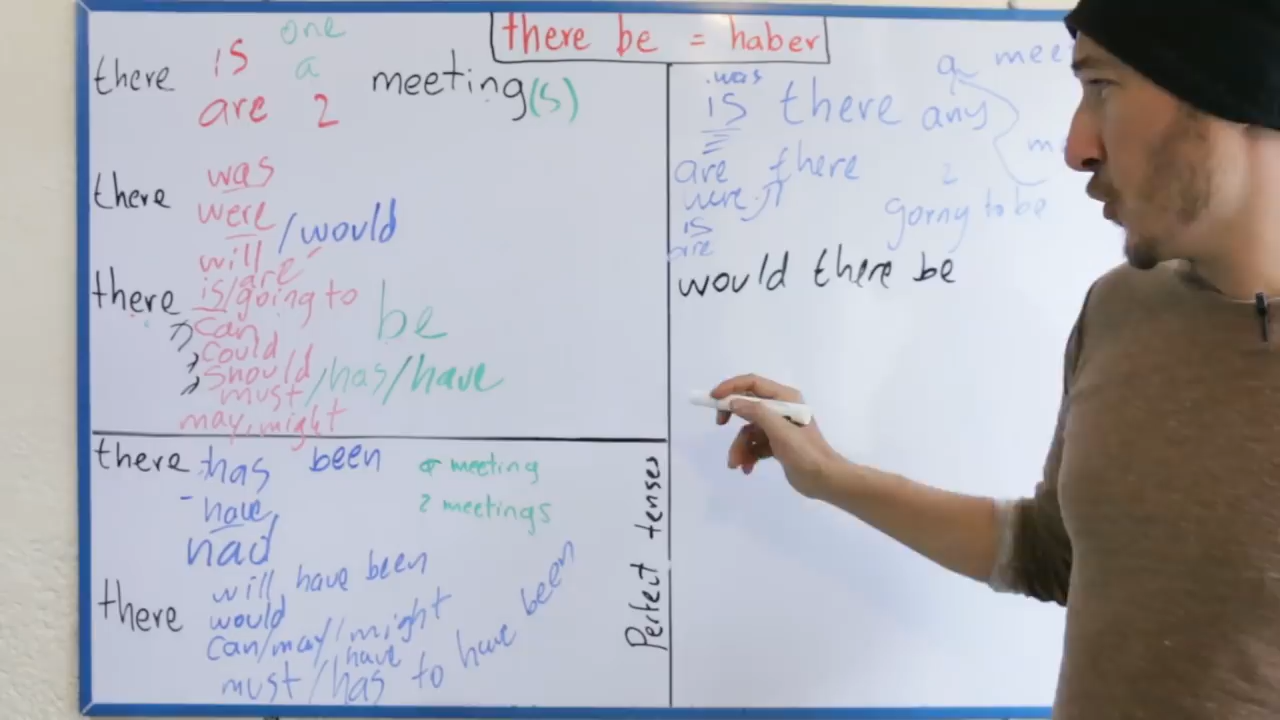 there be = haber
one
there is a meeting(s)
are 2
there was
were /would
will
are
there is/going to be
can
could
should/has/have
must
may, might
there has been a meeting
have 2 meetings
had
will have been
there would
can/may/might
have been
must/has to have
Perfect tenses
a mee
was
is there any
are there
were 2
going to be
is
are
would there be